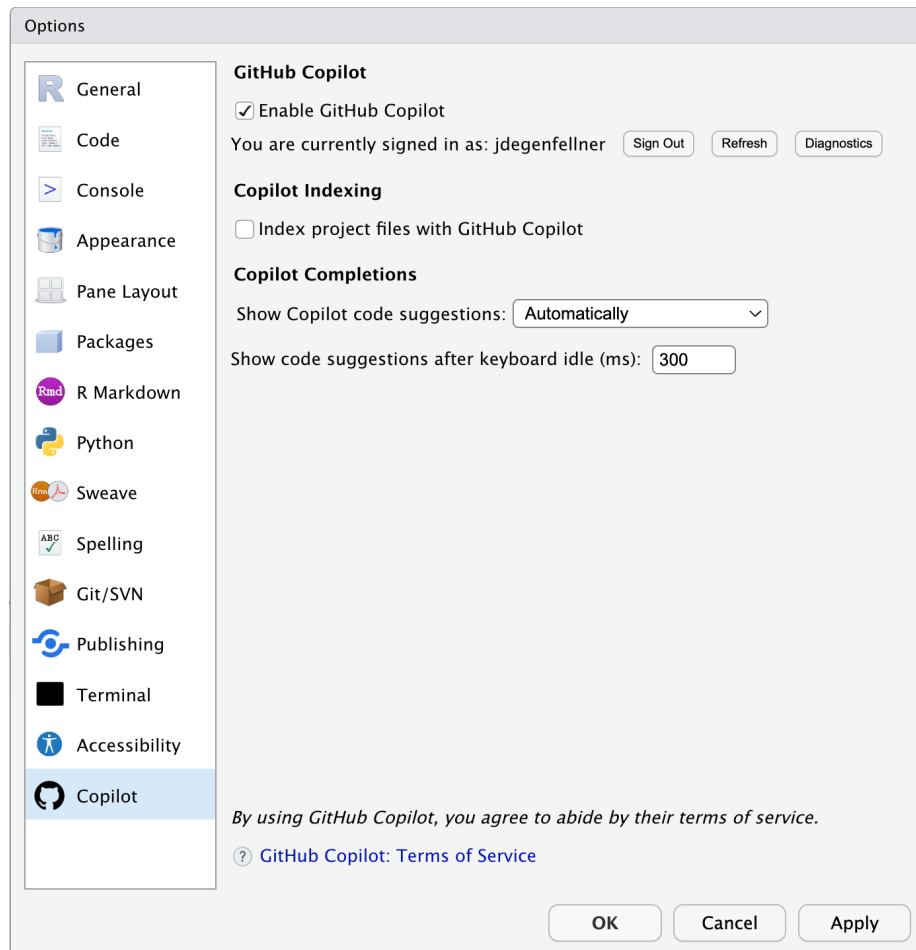 Options
General
Code
Console
Appearance
Pane Layout
Packages
Rmd R Markdown
Python
Rnw Sweave
ABC Spelling
Git/SVN
Publishing
Terminal
Accessibility
Copilot
GitHub Copilot
Enable GitHub Copilot
You are currently signed in as: jdegenfellner Sign Out Refresh Diagnostics
Copilot Indexing
Index project files with GitHub Copilot
Copilot Completions
Show Copilot code suggestions: Automatically
Show code suggestions after keyboard idle (ms): 300
By using GitHub Copilot, you agree to abide by their terms of service.
? GitHub Copilot: Terms of Service
OK Cancel Apply